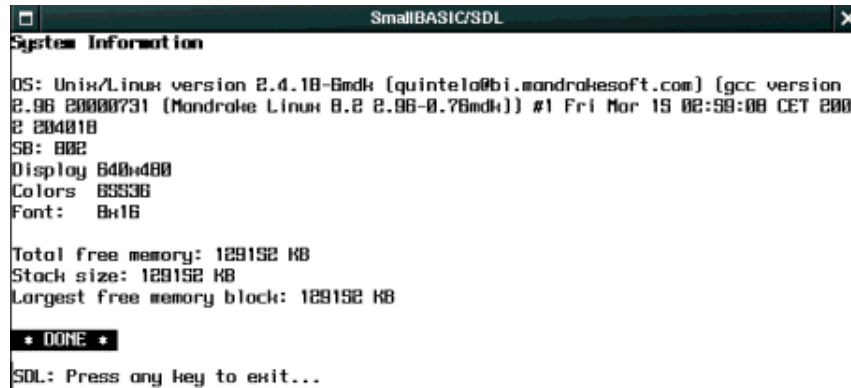 SmallBASIC/SDL
System Information
OS: Unix/Linux version 2.4.18-6mdk (quintela@bi.mandrakesoft.com) (gcc version
2.96 20000731 (Mandrake Linux 8.2 2.96-0.76mdk)) #1 Fri Mar 15 02:59:08 CET 200
2 204018
SB: 802
Display 640x480
Colors 65536
Font: 8x16
Total free memory: 129152 KB
Stack size: 129152 KB
Largest free memory block: 129152 KB
* DONE *
SDL: Press any key to exit...